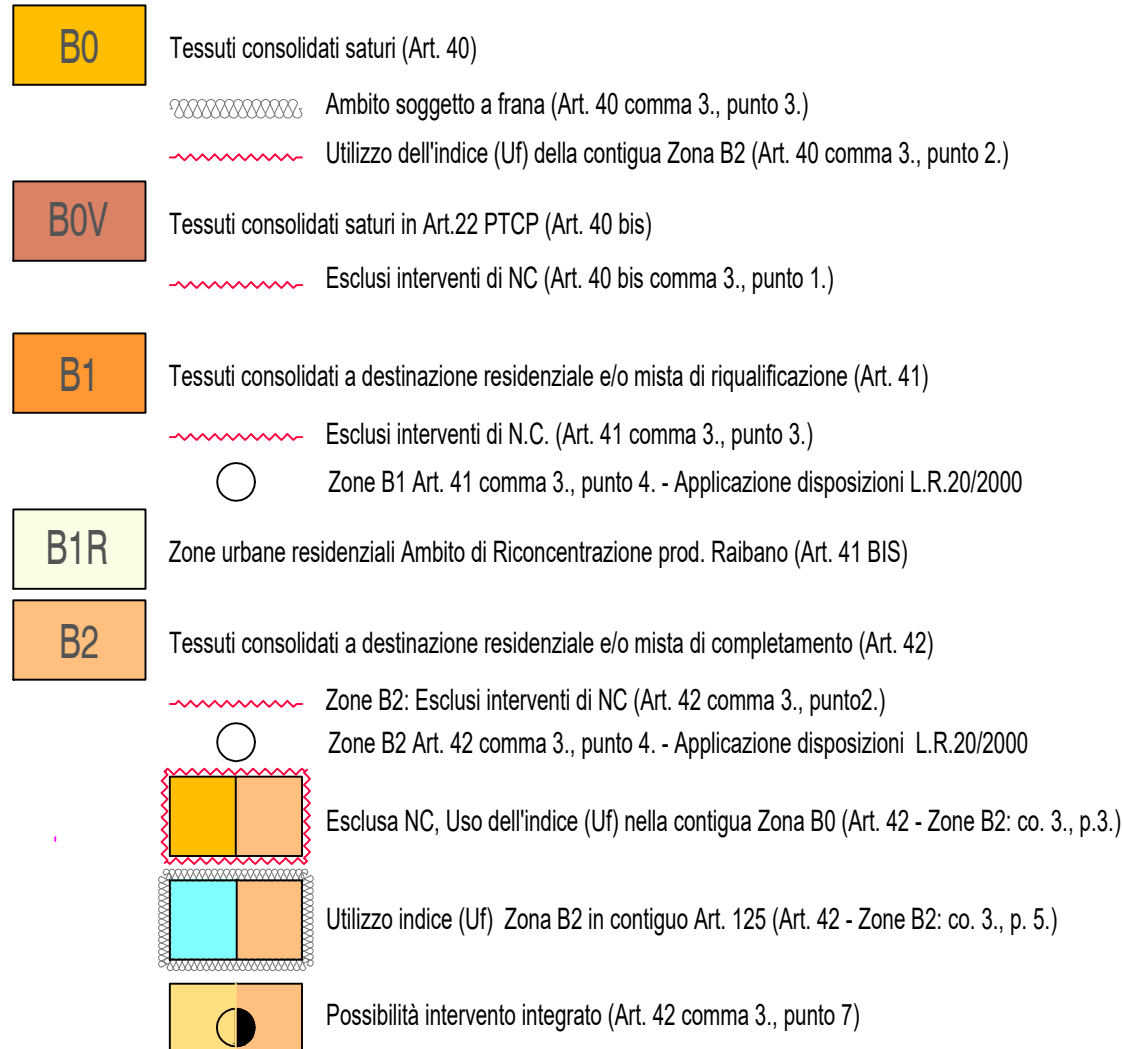 B0 Tessuti consolidati saturi (Art. 40)
Ambito soggetto a frana (Art. 40 comma 3., punto 3.)
Utilizzo dell'indice (Uf) della contigua Zona B2 (Art. 40 comma 3., punto 2.)
B0V Tessuti consolidati saturi in Art.22 PTCP (Art. 40 bis)
Esclusi interventi di NC (Art. 40 bis comma 3., punto 1.)
B1 Tessuti consolidati a destinazione residenziale e/o mista di riqualificazione (Art. 41)
Esclusi interventi di N.C. (Art. 41 comma 3., punto 3.)
Zone B1 Art. 41 comma 3., punto 4. - Applicazione disposizioni L.R.20/2000
B1R Zone urbane residenziali Ambito di Riconcentrazione prod. Raibano (Art. 41 BIS)
B2 Tessuti consolidati a destinazione residenziale e/o mista di completamento (Art. 42)
Zone B2: Esclusi interventi di NC (Art. 42 comma 3., punto2.)
Zone B2 Art. 42 comma 3., punto 4. - Applicazione disposizioni L.R.20/2000
Esclusa NC, Uso dell'indice (Uf) nella contigua Zona B0 (Art. 42 - Zone B2: co. 3., p.3.)
Utilizzo indice (Uf) Zona B2 in contiguo Art. 125 (Art. 42 - Zone B2: co. 3., p. 5.)
Possibilità intervento integrato (Art. 42 comma 3., punto 7)